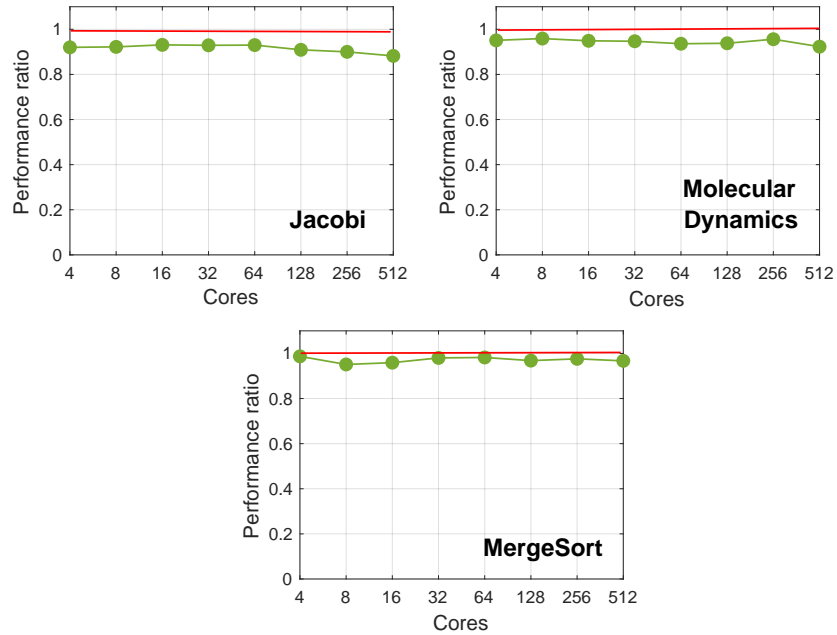 Performance ratio
1
0.8
0.6
0.4
0.2
0
4 8 16 32 64 128 256 512
Cores
Jacobi
Performance ratio
1
0.8
0.6
0.4
0.2
0
4 8 16 32 64 128 256 512
Cores
Molecular
Dynamics
Performance ratio
1
0.8
0.6
0.4
0.2
0
4 8 16 32 64 128 256 512
Cores
MergeSort